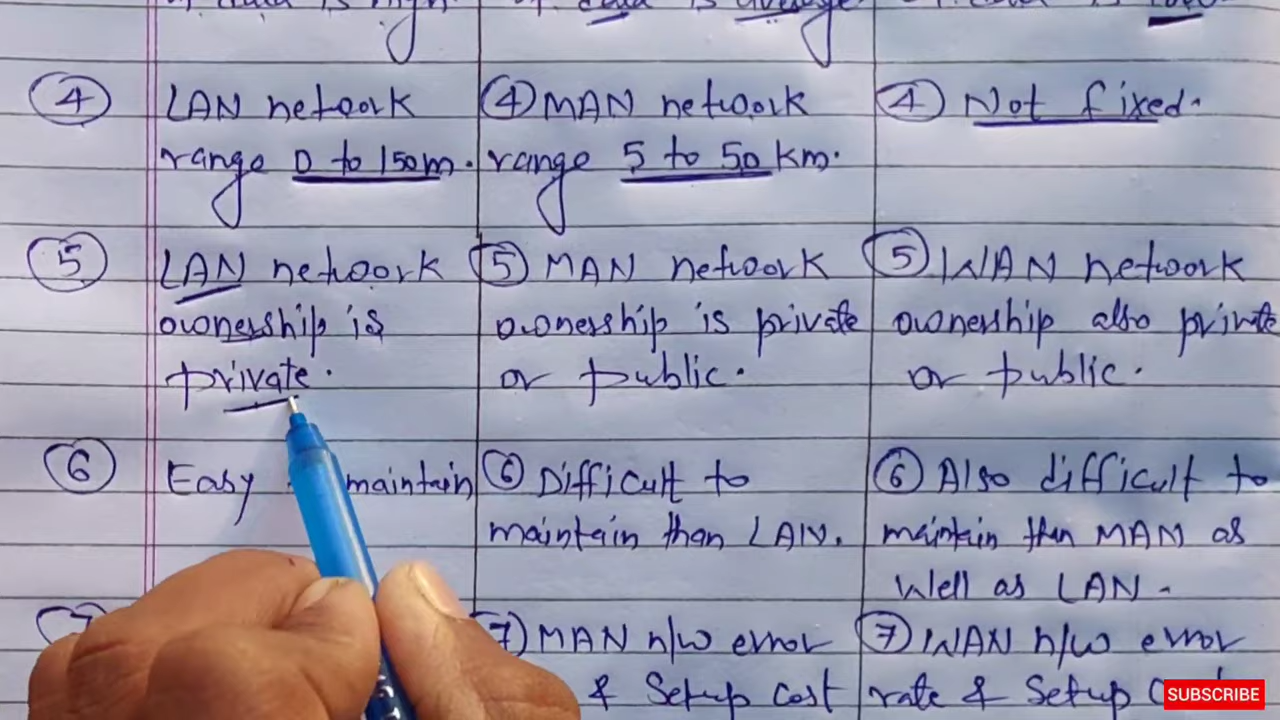 ④ LAN network
range 0 to 150m.
④ MAN network
range 5 to 50 km.
④ Not fixed.
⑤ LAN network
ownership is
private.
⑤ MAN network
ownership is private
or public.
⑤ WAN network
ownership also private
or public.
⑥ Easy maintain
⑥ Difficult to
maintain than LAN.
⑥ Also difficult to
maintain than MAN as
well as LAN.
⑦ MAN n/w error
& Setup cost
⑦ WAN n/w error
rate & Setup
SUBSCRIBE